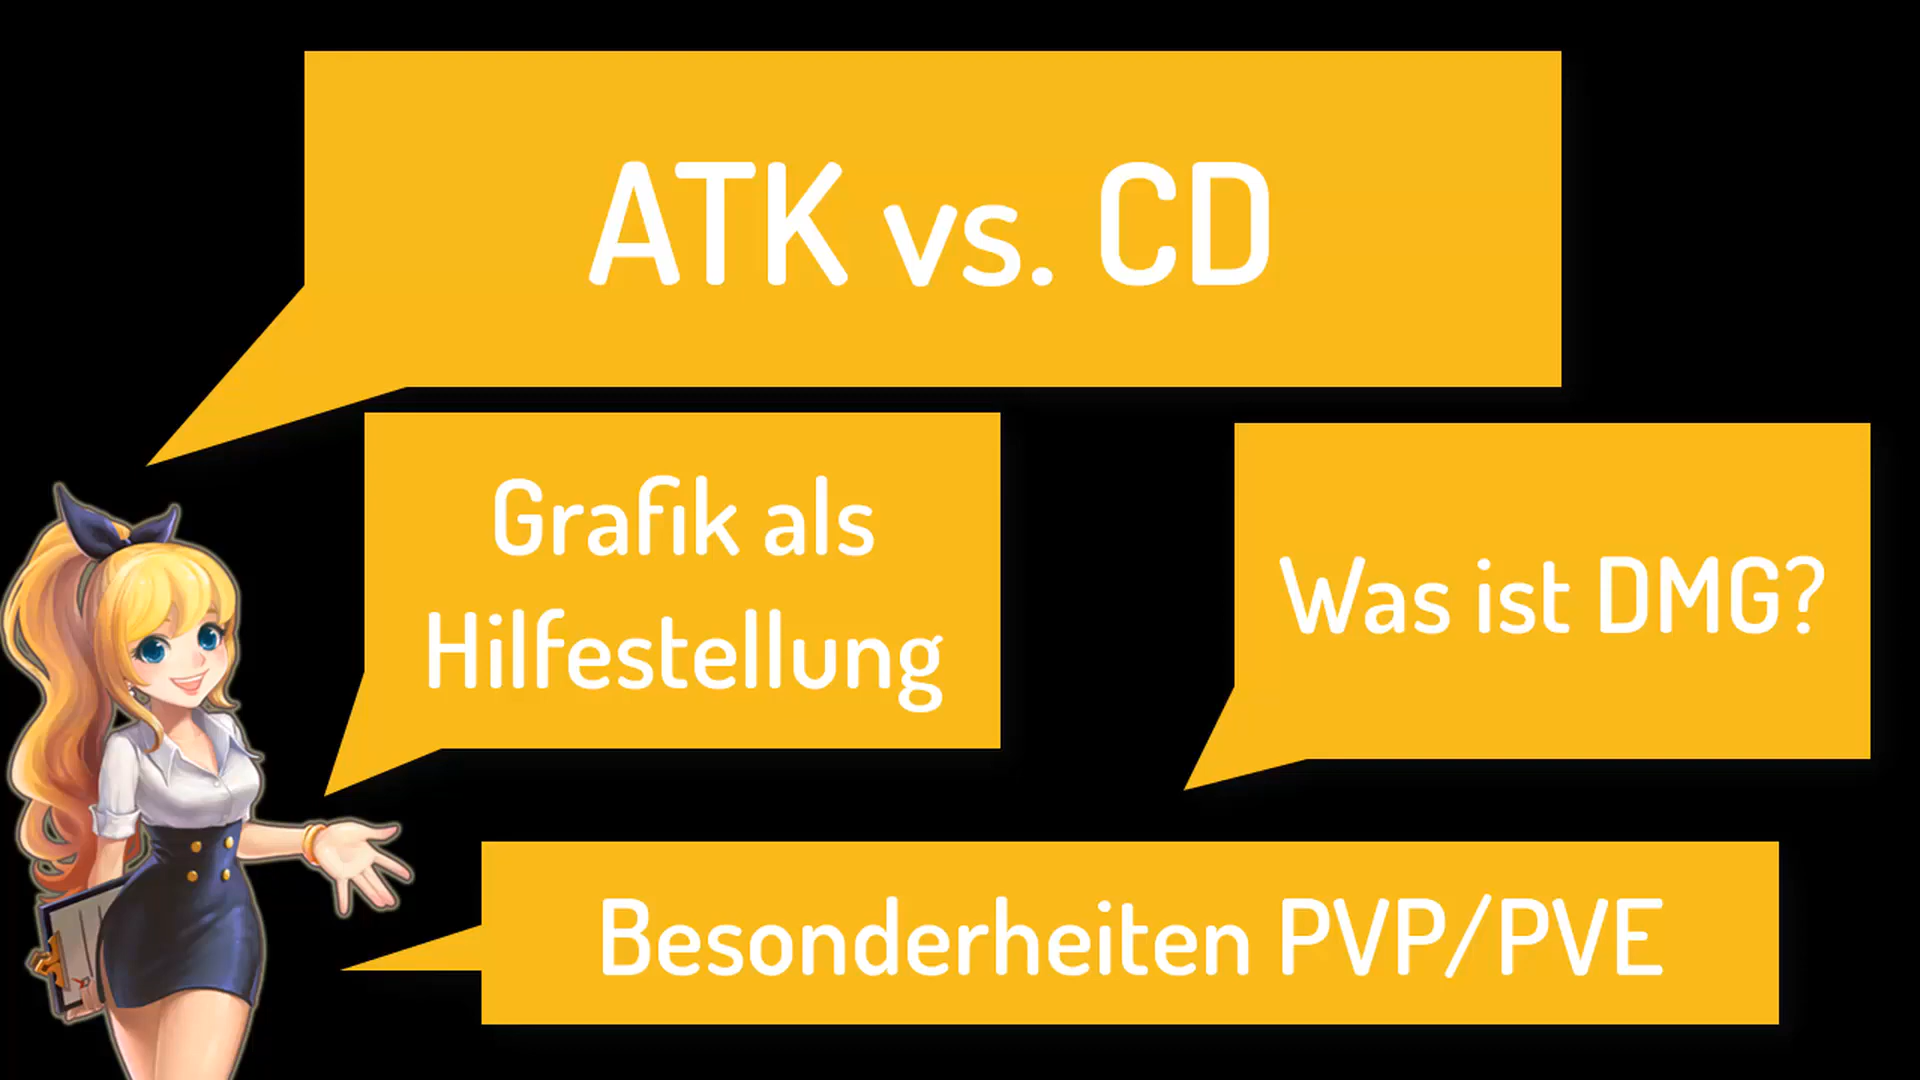 ATK vs. CD
Grafik als
Hilfestellung
Was ist DMG?
Besonderheiten PVP/PVE